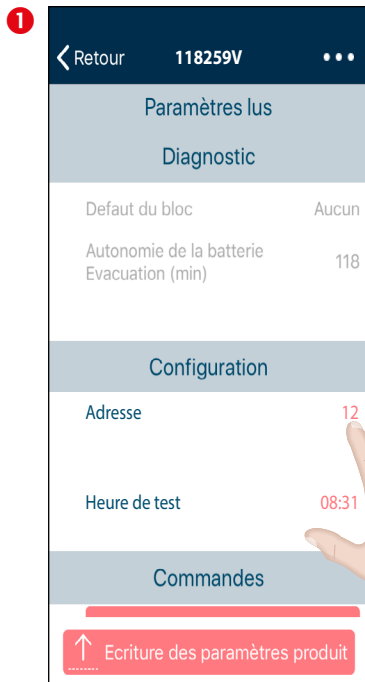 1
Retour 118259V
Paramètres lus
Diagnostic
Defaut du bloc Aucun
Autonomie de la batterie
Evacuation (min) 118
Configuration
Adresse 12
Heure de test 08:31
Commandes
Ecriture des paramètres produit